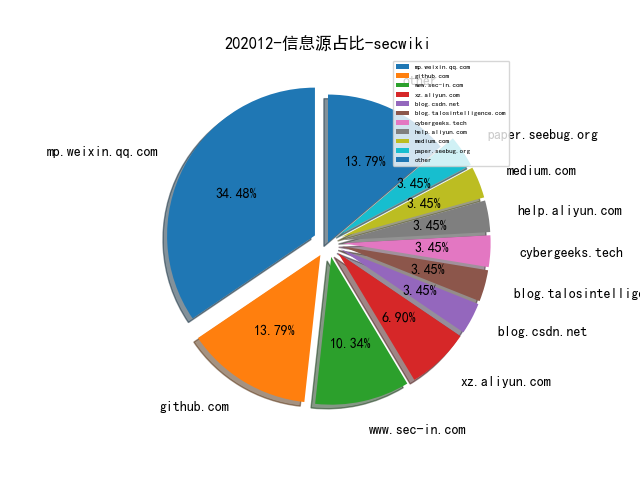 202012-信息源占比-secwiki
mp.weixin.qq.com
github.com
www.sec-in.com
xz.aliyun.com
blog.csdn.net
blog.talosintelligence.com
cybergeeks.tech
help.aliyun.com
medium.com
paper.seebug.org
other
other
paper.seebug.org
medium.com
help.aliyun.com
cybergeeks.tech
blog.talosintellige
blog.csdn.net
xz.aliyun.com
www.sec-in.com
github.com
mp.weixin.qq.com
34.48%
13.79%
10.34%
6.90%
3.45%
3.45%
3.45%
3.45%
3.45%
3.45%
13.79%